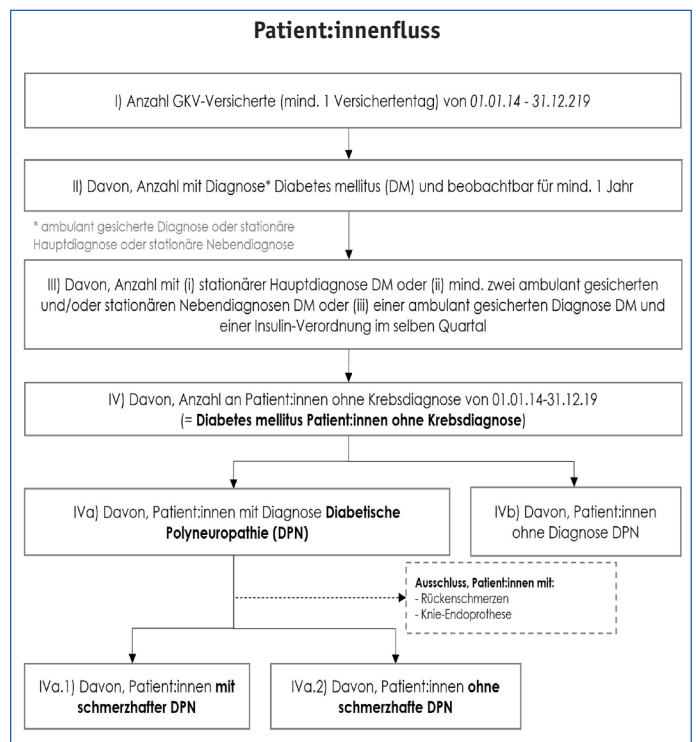 Patient:innenfluss
I) Anzahl GKV-Versicherte (mind. 1 Versichertentag) von 01.01.14 - 31.12.219
II) Davon, Anzahl mit Diagnose* Diabetes mellitus (DM) und beobachtbar für mind. 1 Jahr
* ambulant gesicherte Diagnose oder stationäre
Hauptdiagnose oder stationäre Nebendiagnose
III) Davon, Anzahl mit (i) stationärer Hauptdiagnose DM oder (ii) mind. zwei ambulant gesicherten
und/oder stationären Nebendiagnosen DM oder (iii) einer ambulant gesicherten Diagnose DM und
einer Insulin-Verordnung im selben Quartal
IV) Davon, Anzahl an Patient:innen ohne Krebsdiagnose von 01.01.14-31.12.19
(= Diabetes mellitus Patient:innen ohne Krebsdiagnose)
IVa) Davon, Patient:innen mit Diagnose Diabetische
Polyneuropathie (DPN)
IVb) Davon, Patient:innen
ohne Diagnose DPN
Ausschluss, Patient:innen mit:
- Rückenschmerzen
- Knie-Endoprothese
IVa.1) Davon, Patient:innen mit
schmerzhafter DPN
IVa.2) Davon, Patient:innen ohne
schmerzhafte DPN